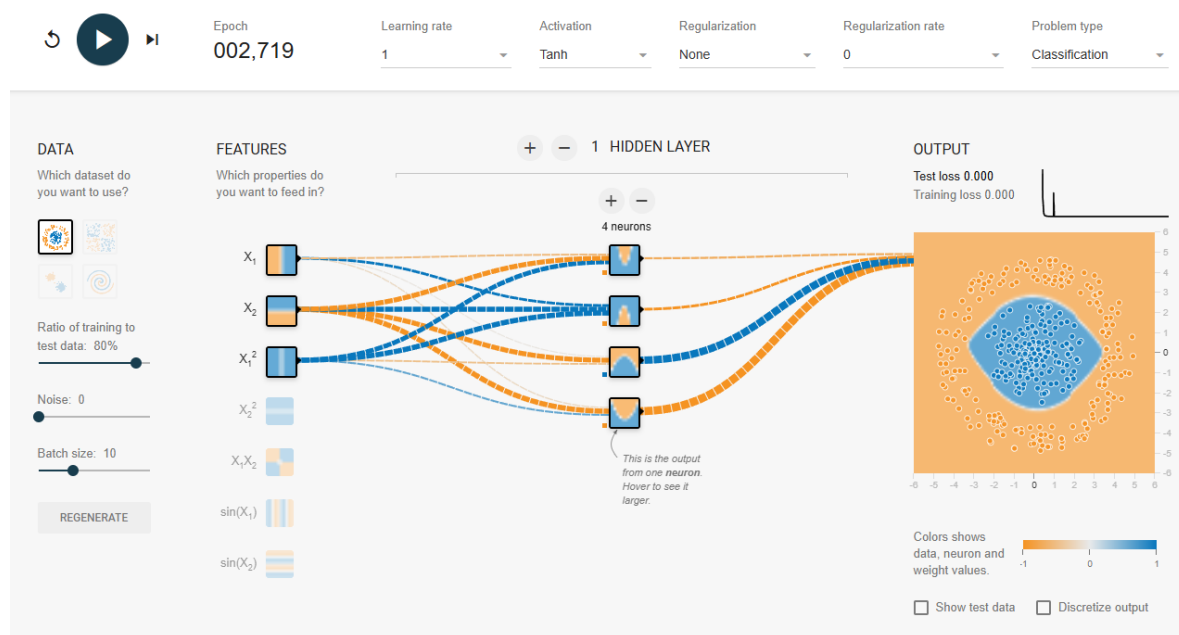 Epoch
002,719
Learning rate
1
Activation
Tanh
Regularization
None
Regularization rate
0
Problem type
Classification
DATA
Which dataset do
you want to use?
Ratio of training to
test data: 80%
Noise: 0
Batch size: 10
REGENERATE
FEATURES
Which properties do
you want to feed in?
X₁
X₂
X₁²
X₂²
X₁X₂
sin(X₁)
sin(X₂)
+ − 1 HIDDEN LAYER
+ −
4 neurons
This is the output
from one neuron.
Hover to see it
larger.
OUTPUT
Test loss 0.000
Training loss 0.000
6
5
4
3
2
1
0
-1
-2
-3
-4
-5
-6
-6 -5 -4 -3 -2 -1 0 1 2 3 4 5 6
Colors shows
data, neuron and
weight values.
-1 0 1
Show test data
Discretize output